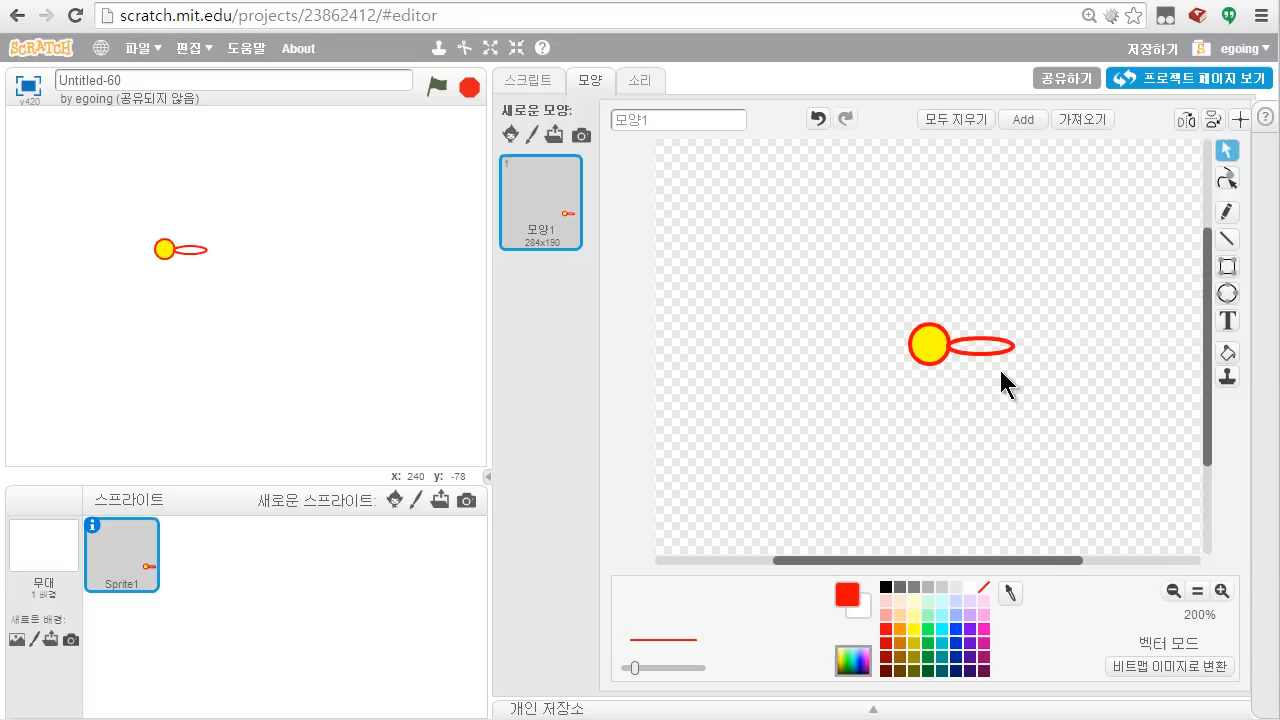 scratch.mit.edu/projects/23862412/#editor
SCRATCH 파일 편집 도움말 About 저장하기 S egoing
Untitled-60
v420 by egoing (공유되지 않음)
스크립트 모양 소리 공유하기 프로젝트 페이지 보기
새로운 모양:
모양1 모두 지우기 Add 가져오기
1
모양1
284x190
T
x: 240 y: -78
스프라이트 새로운 스프라이트:
Sprite1
무대
1 배경
새로운 배경:
200%
벡터 모드
비트맵 이미지로 변환
개인 저장소